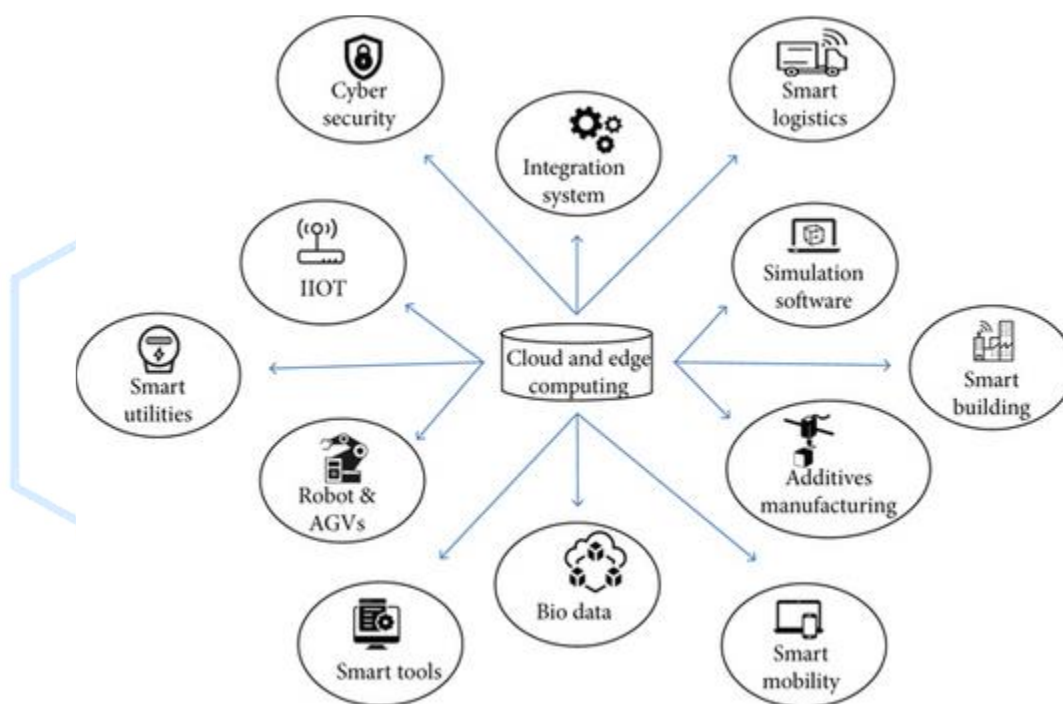 Cyber
security
Smart
logistics
Integration
system
IIOT
Simulation
software
Cloud and edge
computing
Smart
utilities
Smart
building
Robot &
AGVs
Additives
manufacturing
Bio data
Smart tools
Smart
mobility